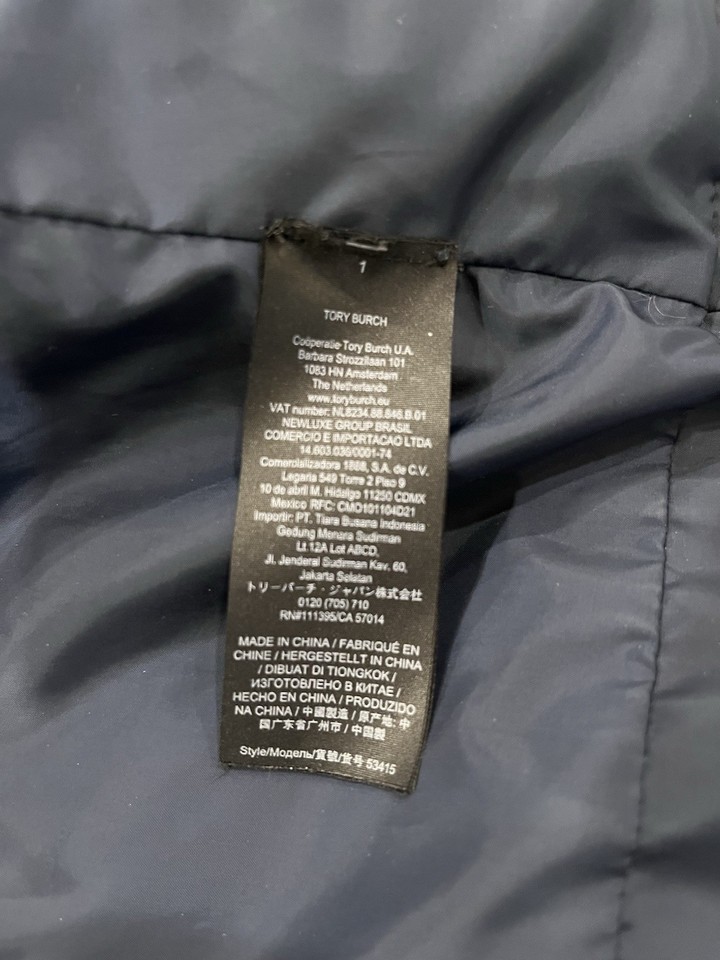 1
TORY BURCH
Coöperatie Tory Burch U.A.
Barbara Strozzilaan 101
1083 HN Amsterdam
The Netherlands
www.toryburch.eu
VAT number: NL8234.88.846.B.01
NEWLUXE GROUP BRASIL
COMERCIO E IMPORTACAO LTDA
14.603.036/0001-74
Comercializadora 1888, S.A. de C.V.
Legaria 549 Torre 2 Piso 9
10 de abril M. Hidalgo 11250 CDMX
Mexico RFC: CMO101104D21
Importir: PT. Tiara Busana Indonesia
Gedung Menara Sudirman
Lt.12A Lot ABCD,
Jl. Jenderal Sudirman Kav. 60,
Jakarta Selatan
トリーバーチ・ジャパン株式会社
0120 (705) 710
RN#111395/CA 57014
MADE IN CHINA / FABRIQUÉ EN
CHINE / HERGESTELLT IN CHINA
/ DIBUAT DI TIONGKOK /
ИЗГОТОВЛЕНО В КИТАЕ /
HECHO EN CHINA / PRODUZIDO
NA CHINA / 中國製造 / 原产地: 中
国广东省广州市 / 中国製
Style/Модель/貨號/货号 53415